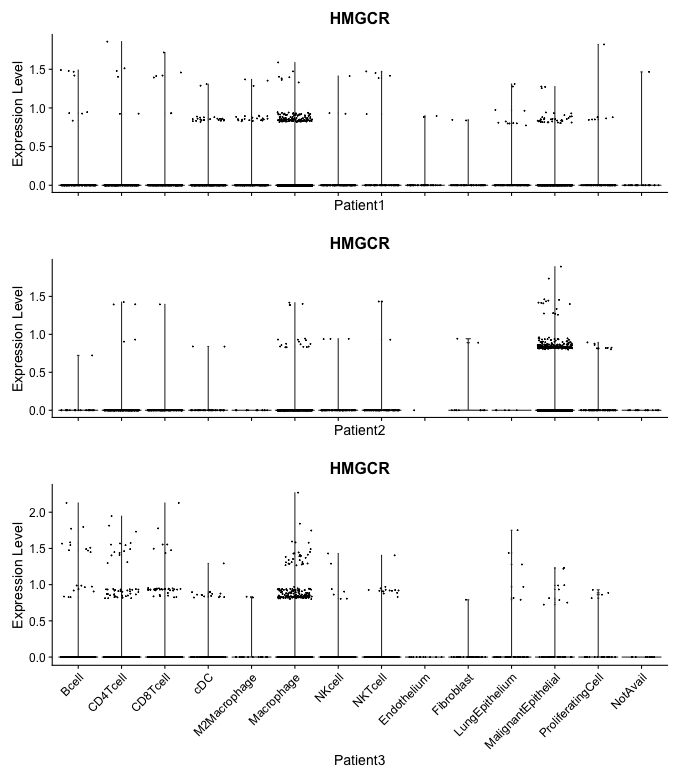 HMGCR
Expression Level
1.5
1.0
0.5
0.0
Patient1
HMGCR
Expression Level
1.5
1.0
0.5
0.0
Patient2
HMGCR
Expression Level
2.0
1.5
1.0
0.5
0.0
Bcell
CD4Tcell
CD8Tcell
cDC
M2Macrophage
Macrophage
NKcell
NKTcell
Endothelium
Fibroblast
LungEpithelium
MalignantEpithelial
ProliferatingCell
NotAvail
Patient3